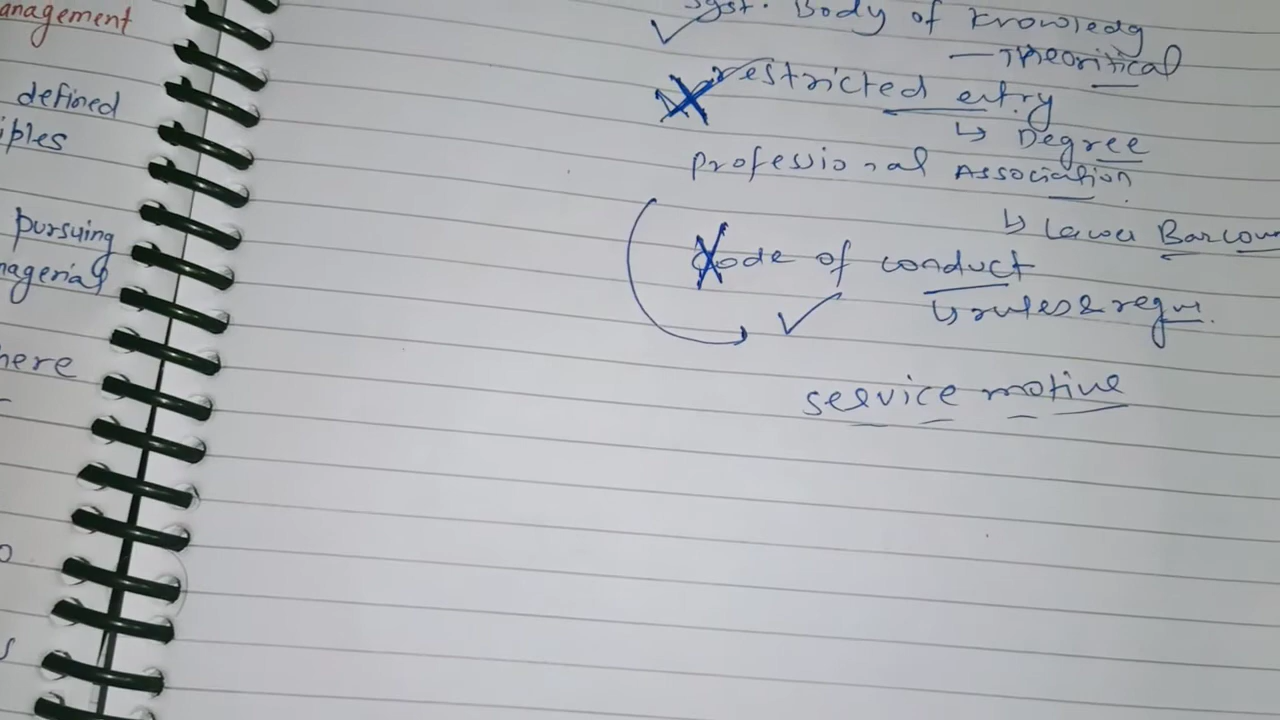 anagement
defined
iples
pursuing
nagerial
here
syst. Body of knowledg
— Theoritical
restricted entry
↳ Degree
professional Association
↳ Barcoun
code of conduct
↳ rules & regu.
service motive